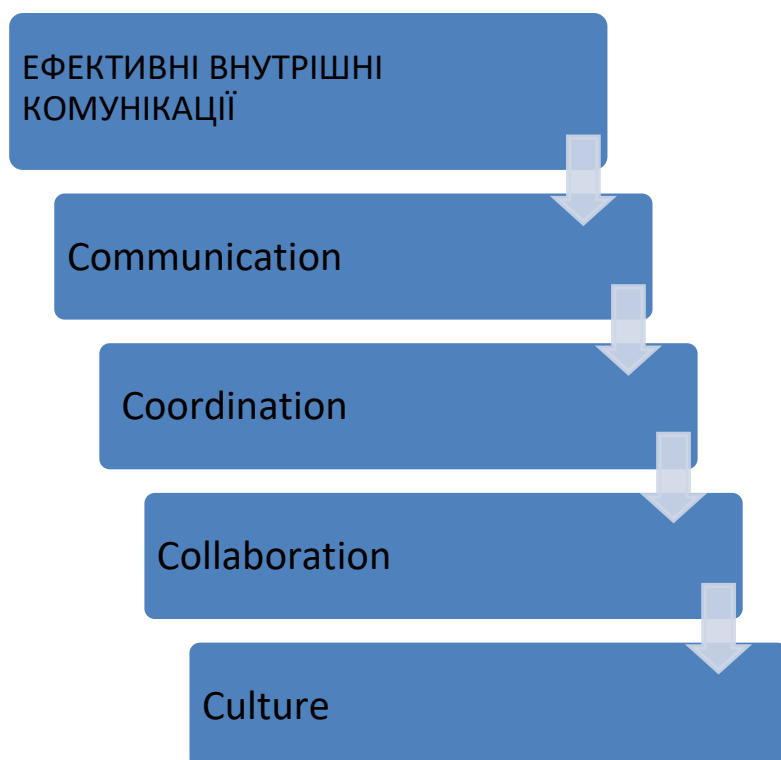 ЕФЕКТИВНІ ВНУТРІШНІ
КОМУНІКАЦІЇ
Communication
Coordination
Collaboration
Culture